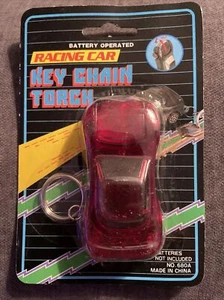 BATTERY OPERATED
RACING CAR
KEY CHAIN
TORCH
BATTERIES
NOT INCLUDED
NO. 680A
MADE IN CHINA